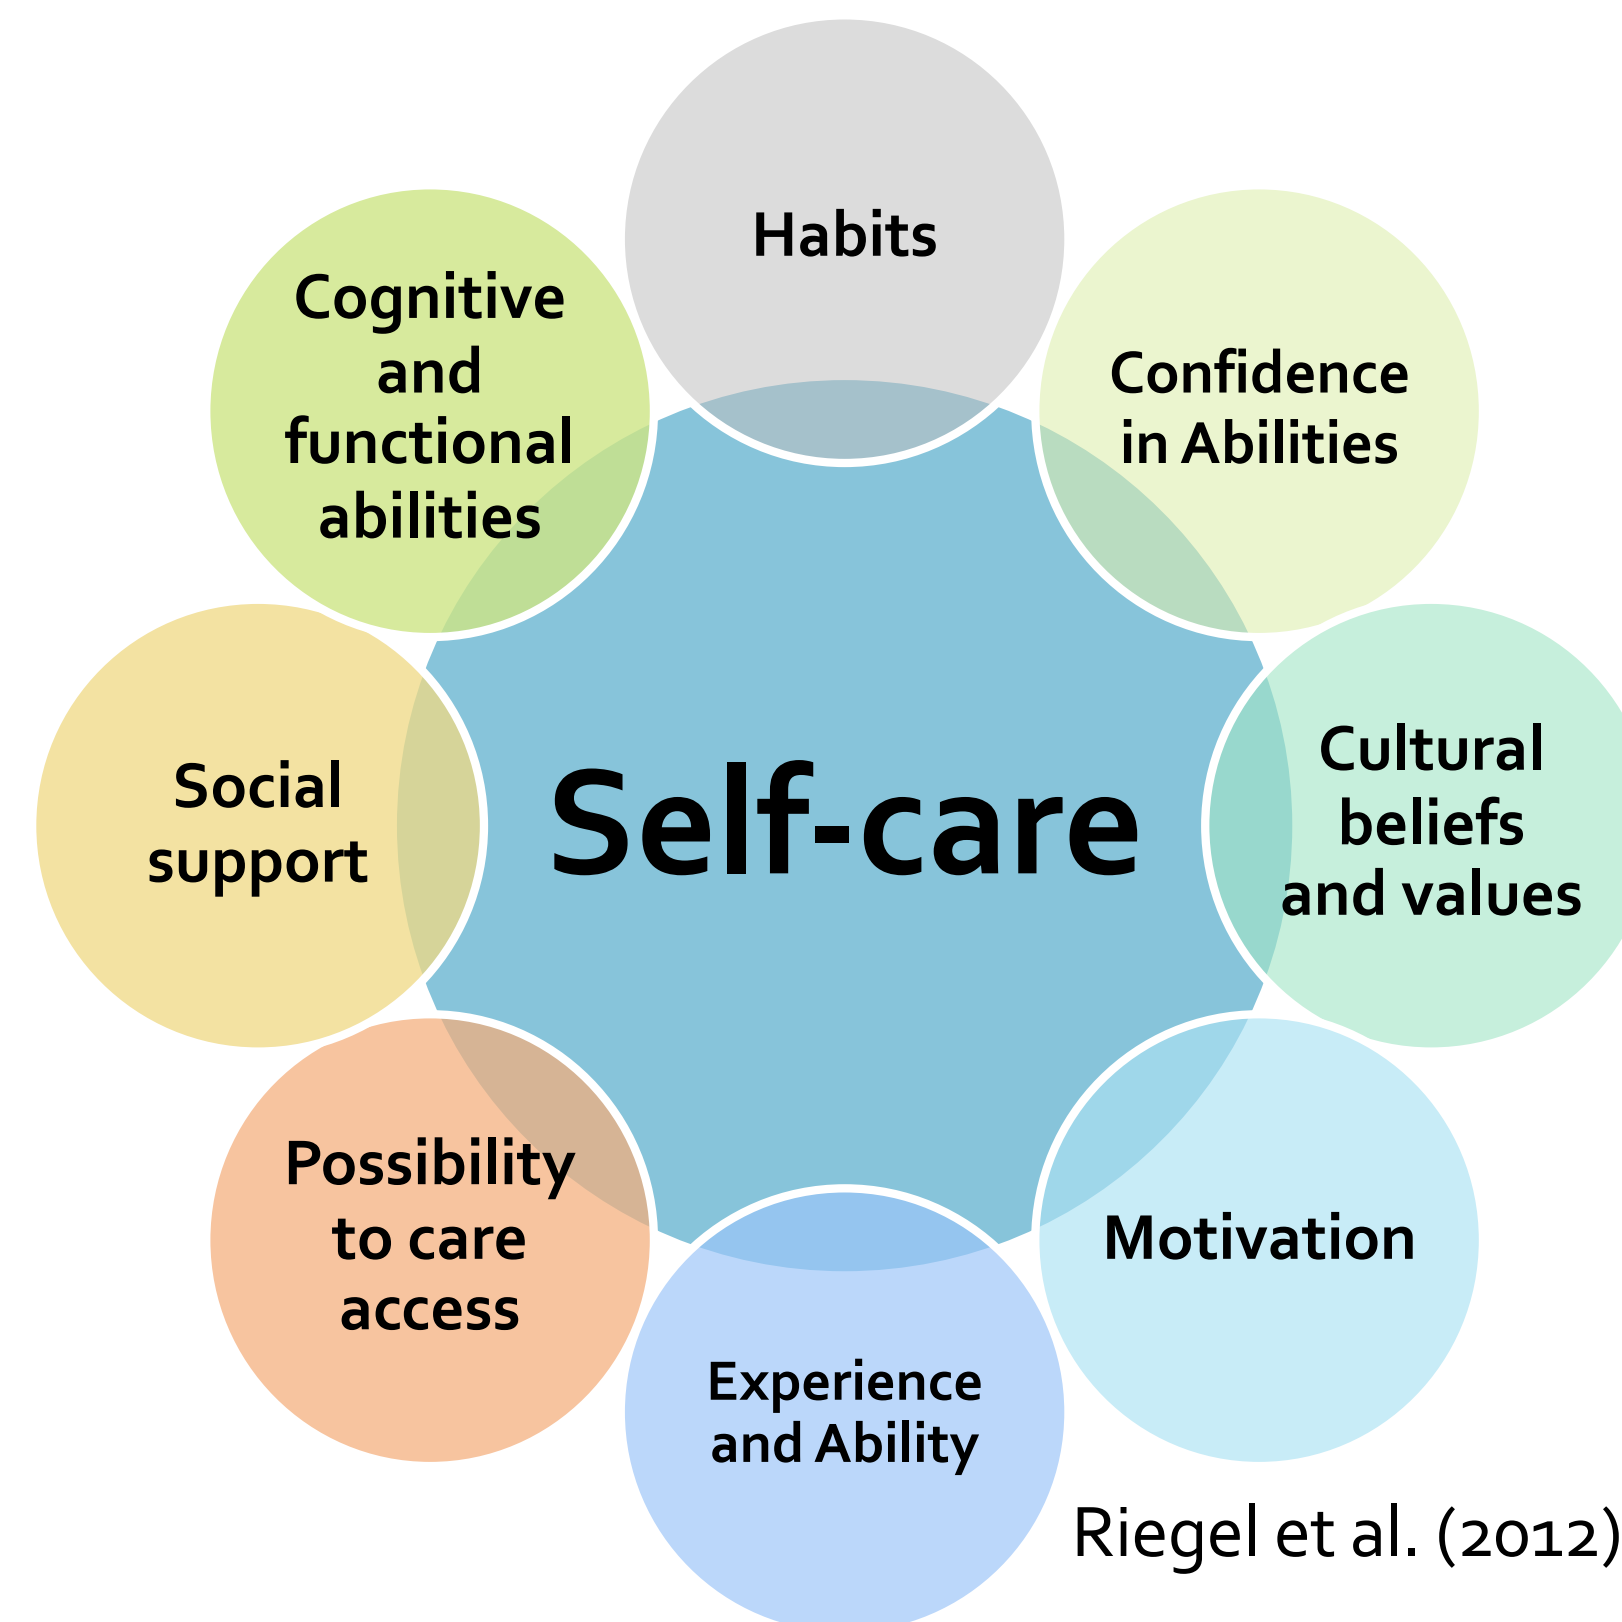 Habits
Confidence
in Abilities
Cultural
beliefs
and values
Motivation
Experience
and Ability
Possibility
to care
access
Social
support
Cognitive
and
functional
abilities
Self-care
Riegel et al. (2012)